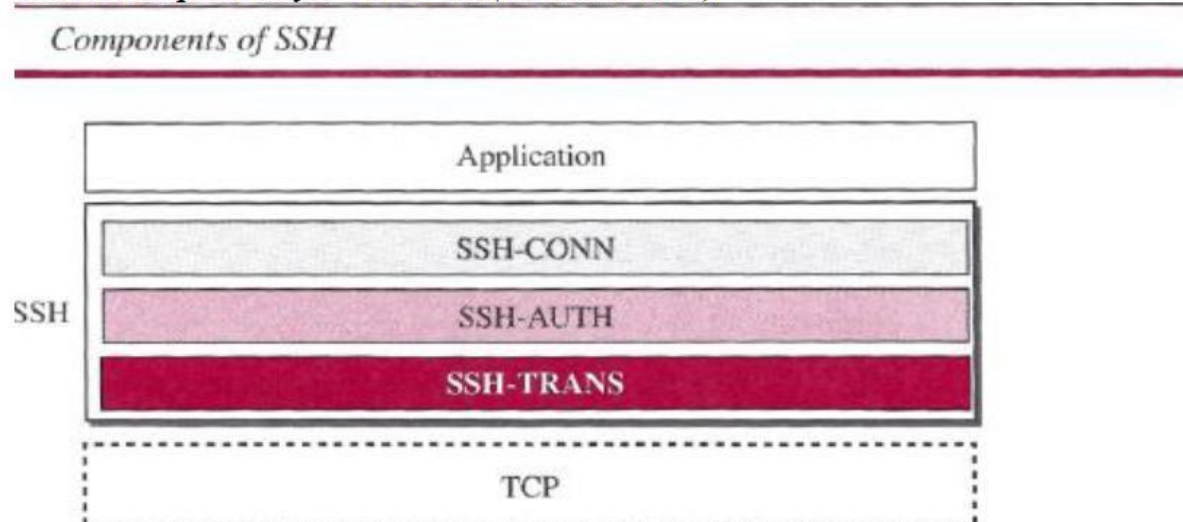 Components of SSH
Application
SSH-CONN
SSH
SSH-AUTH
SSH-TRANS
TCP